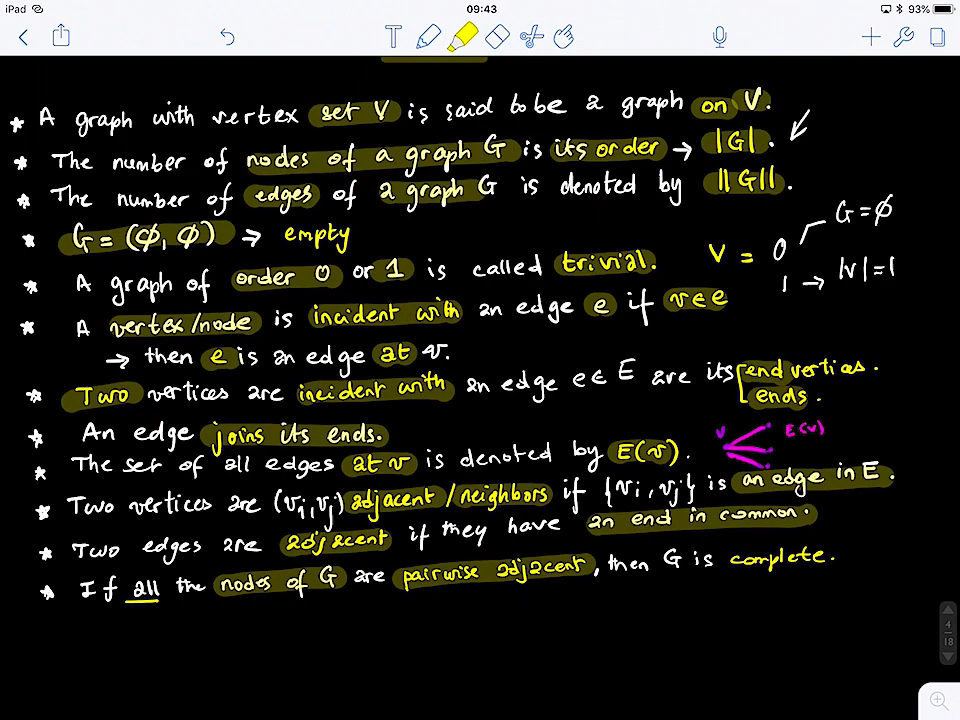 iPad 09:43 93%
* A graph with vertex set V is said to be a graph on V.
* The number of nodes of a graph G is its order → |G|.
* The number of edges of a graph G is denoted by ||G||.
* G = (φ, φ) → empty
* A graph of order 0 or 1 is called trivial.
V = 0 G = φ
1 → |V| = 1
* A vertex/node is incident with an edge e if v∈e
→ then e is an edge at v.
* Two vertices are incident with an edge e∈E are its end vertices.
ends.
* An edge joins its ends.
* The set of all edges at v is denoted by E(v).
v E(v)
* Two vertices are (vi, vj) adjacent/neighbors if {vi, vj} is an edge in E.
* Two edges are adjacent if they have an end in common.
* If all the nodes of G are pairwise adjacent, then G is complete.
4
18